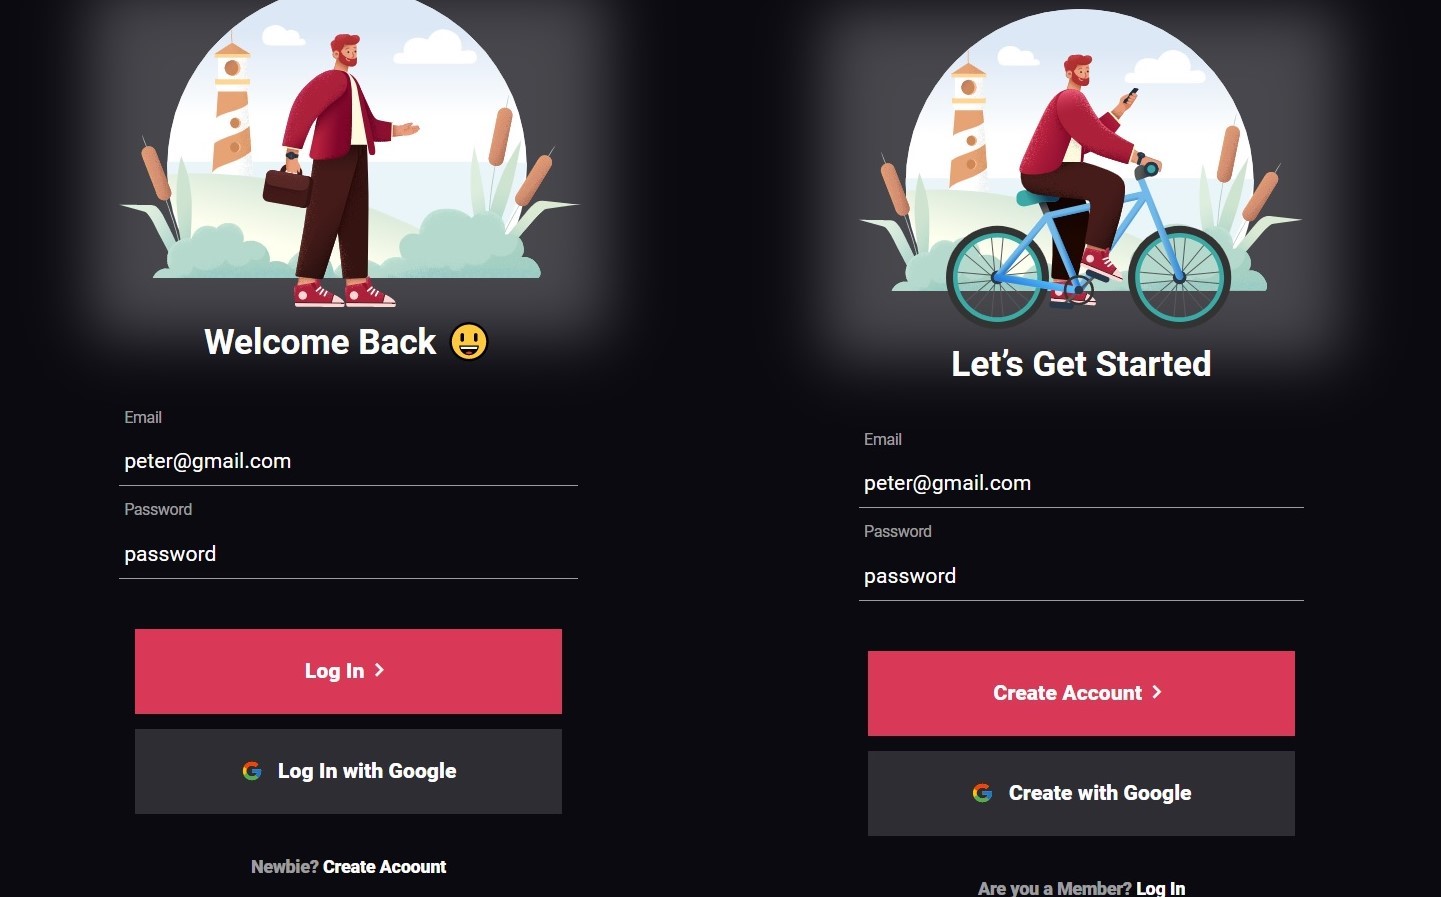 Welcome Back 😃
Email
peter@gmail.com
Password
password
Log In >
Log In with Google
Newbie? Create Acoount
Let’s Get Started
Email
peter@gmail.com
Password
password
Create Account >
Create with Google
Are you a Member? Log In